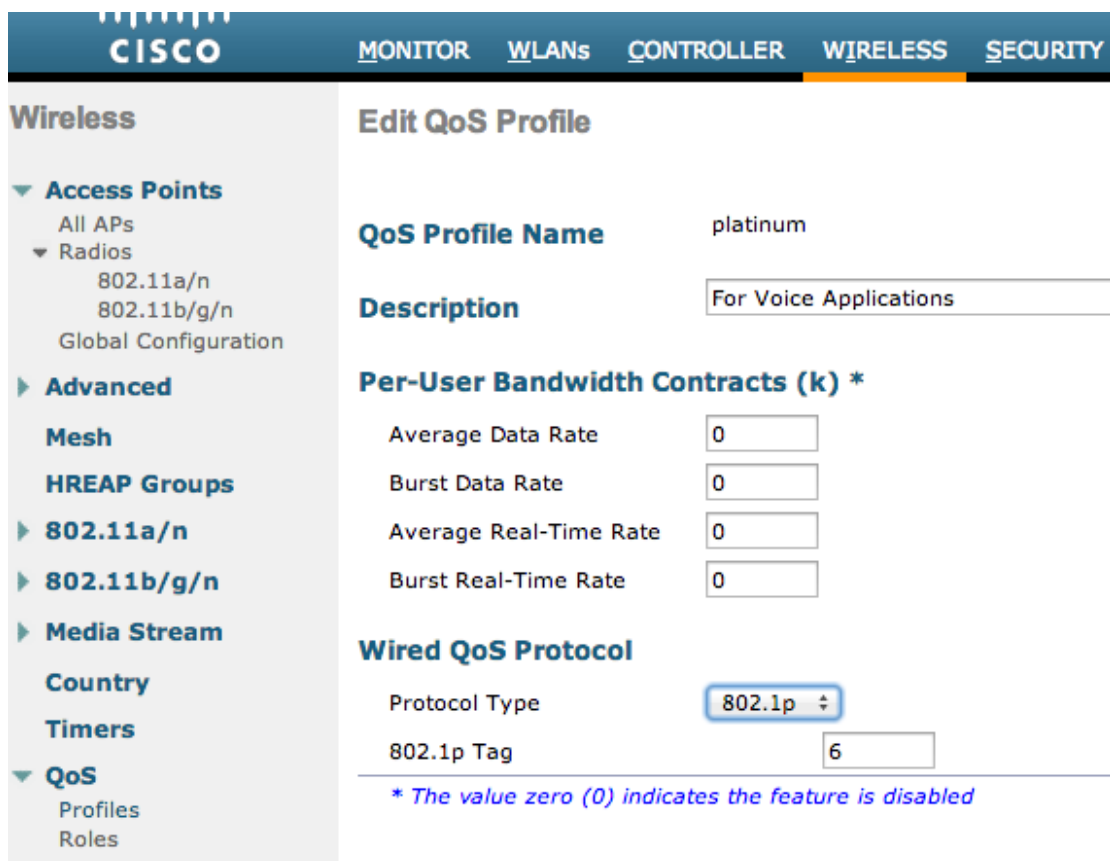 CISCO
MONITOR WLANs CONTROLLER WIRELESS SECURITY
Wireless
Access Points
All APs
Radios
802.11a/n
802.11b/g/n
Global Configuration
Advanced
Mesh
HREAP Groups
802.11a/n
802.11b/g/n
Media Stream
Country
Timers
QoS
Profiles
Roles
Edit QoS Profile
QoS Profile Name platinum
Description For Voice Applications
Per-User Bandwidth Contracts (k) *
Average Data Rate 0
Burst Data Rate 0
Average Real-Time Rate 0
Burst Real-Time Rate 0
Wired QoS Protocol
Protocol Type 802.1p
802.1p Tag 6
* The value zero (0) indicates the feature is disabled